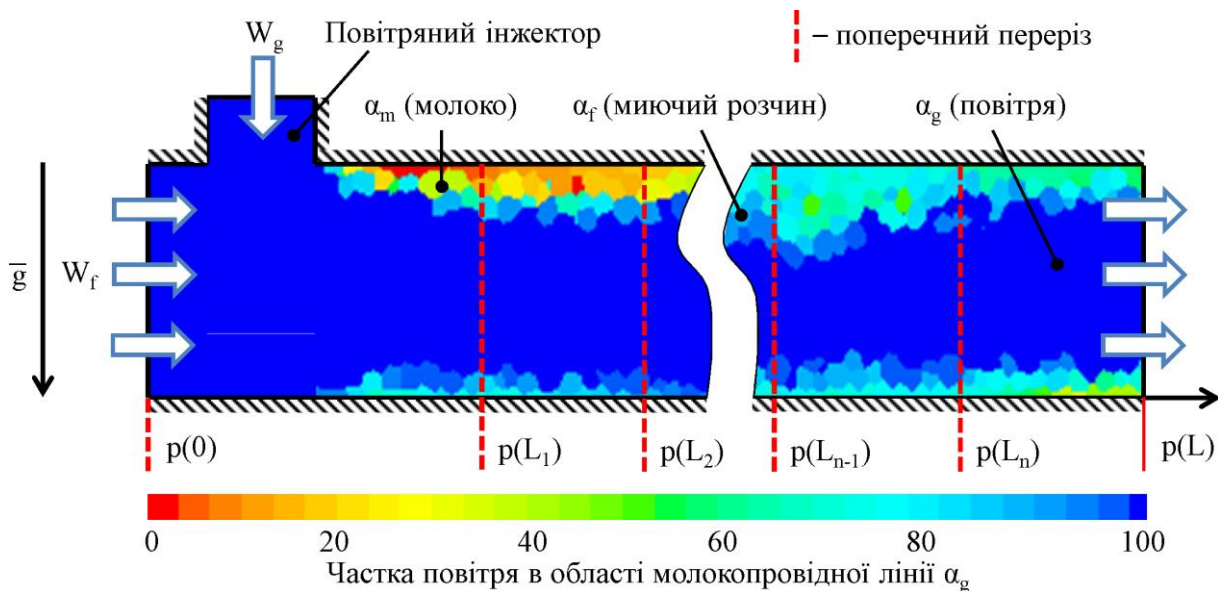 W_g
Повітряний інжектор
– поперечний переріз
α_m (молоко)
α_f (миючий розчин)
α_g (повітря)
|g|
W_f
p(0)
p(L_1)
p(L_2)
p(L_{n-1})
p(L_n)
p(L)
0 20 40 60 80 100
Частка повітря в області молокопровідної лінії α_g